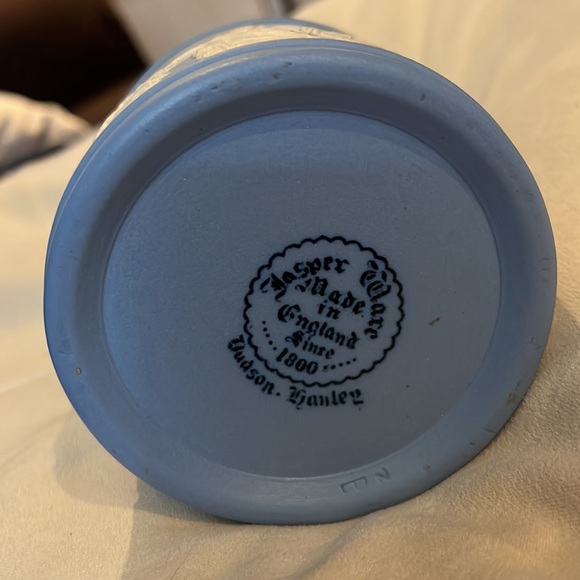 Jasper Ware
Made
in
England
Since
.....1800.....
Dudson. Hanley